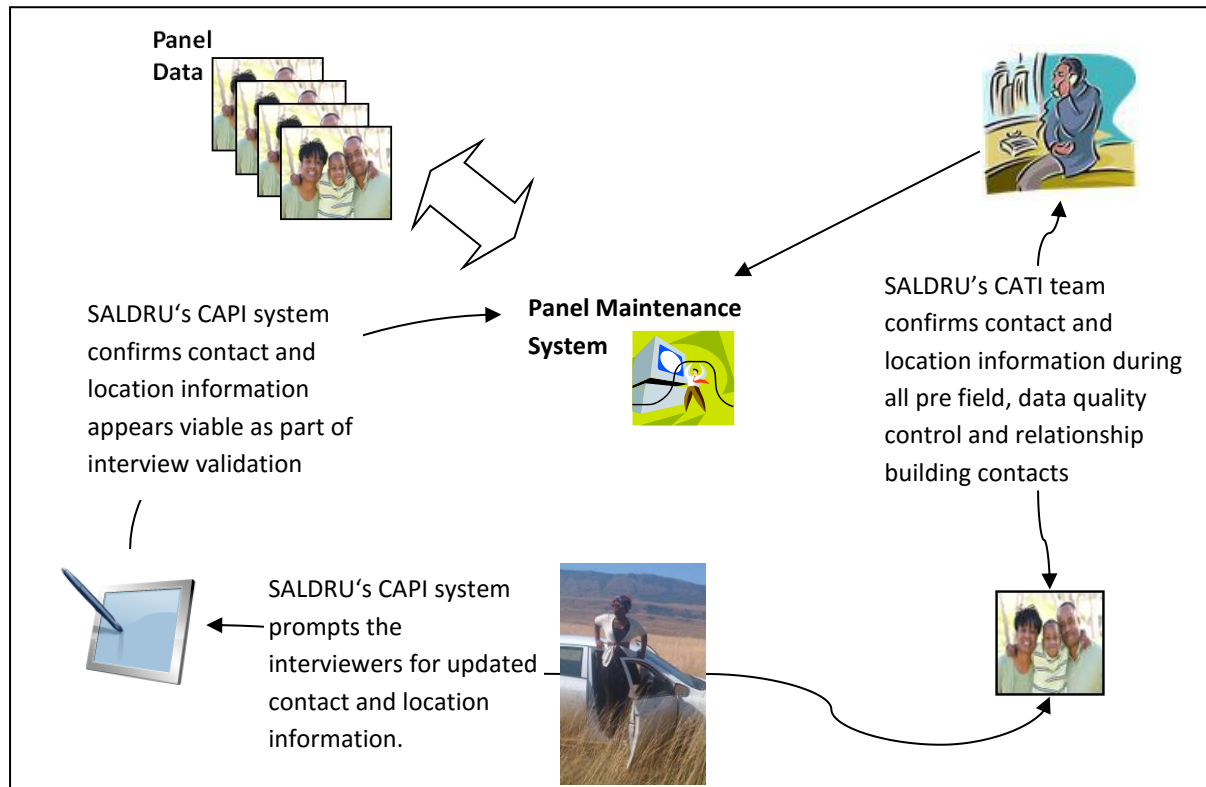 Panel
Data
SALDRU‘s CAPI system
confirms contact and
location information
appears viable as part of
interview validation
Panel Maintenance
System
SALDRU’s CATI team
confirms contact and
location information during
all pre field, data quality
control and relationship
building contacts
SALDRU’s CAPI system
prompts the
interviewers for updated
contact and location
information.